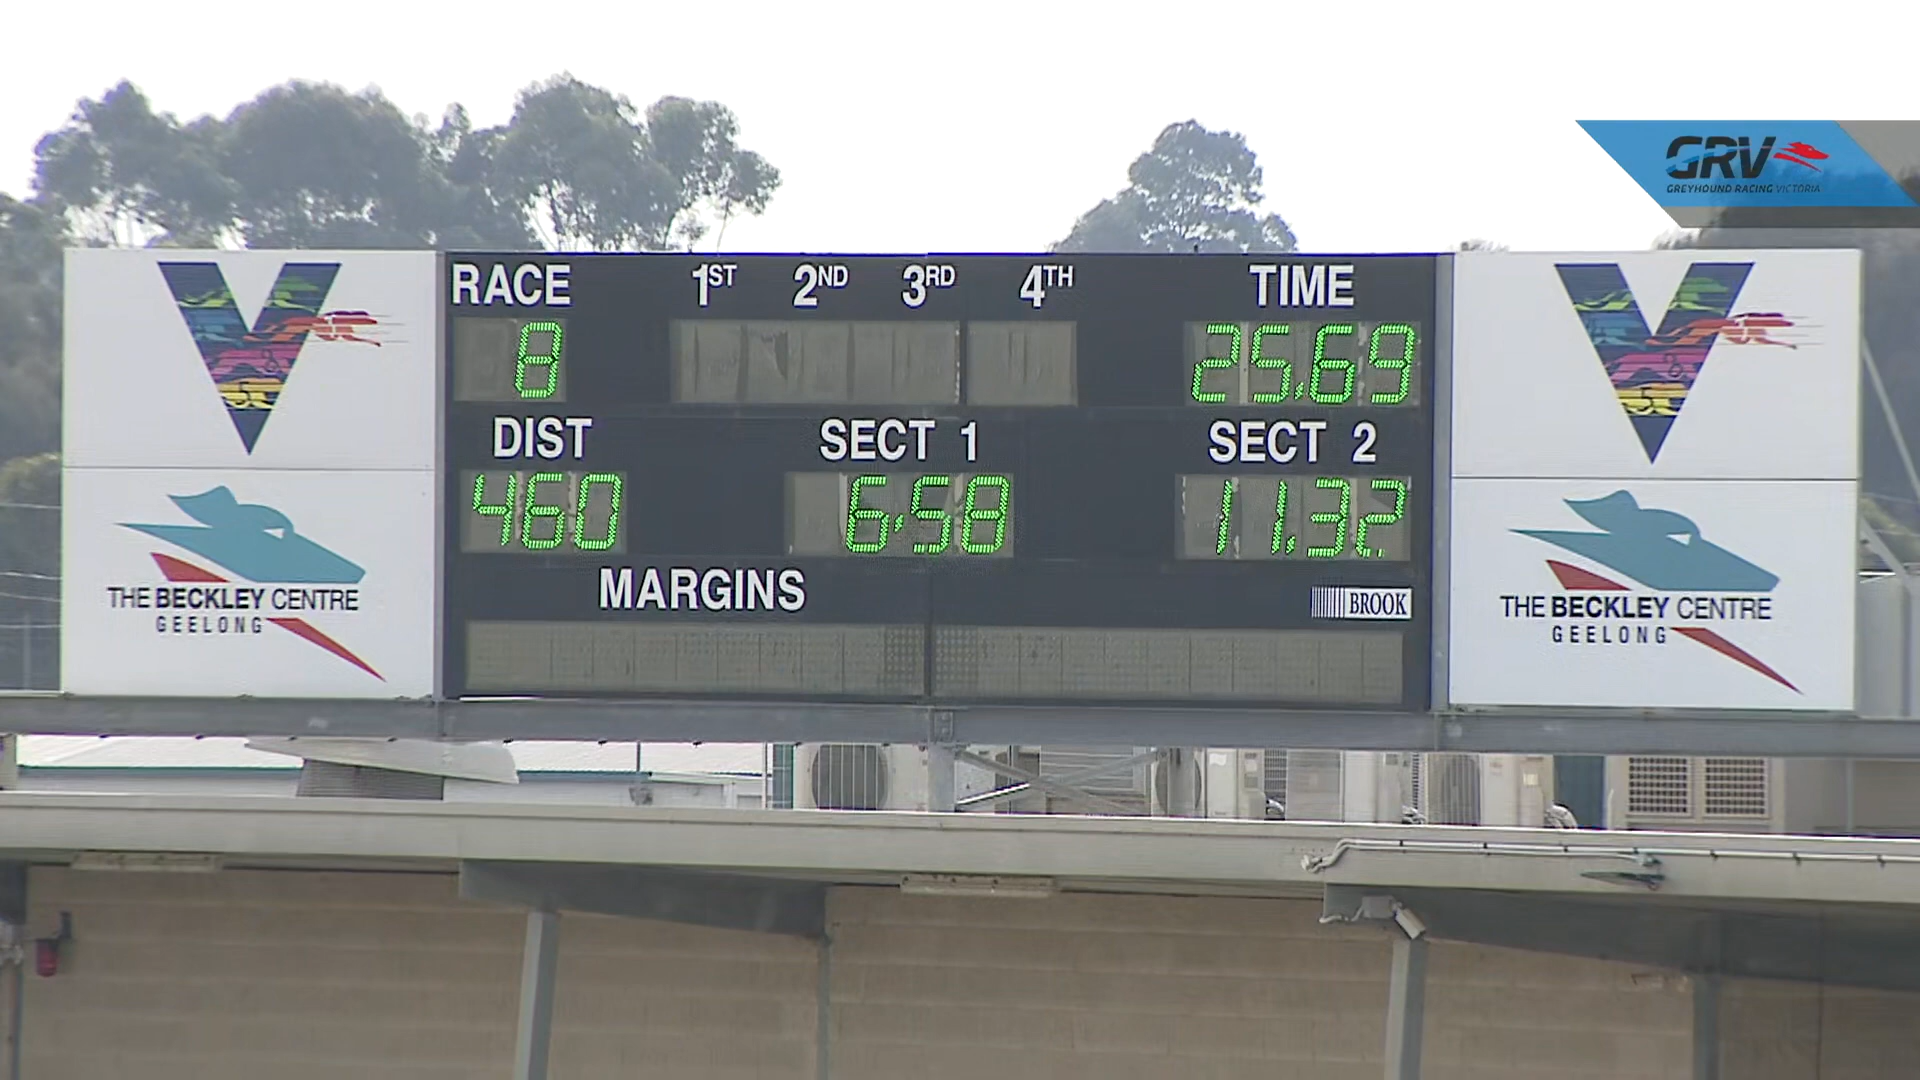 GRV
GREYHOUND RACING VICTORIA
RACE 1ST 2ND 3RD 4TH TIME
8 25.69
DIST SECT 1 SECT 2
460 6.58 11.32
MARGINS
BROOK
THE BECKLEY CENTRE
GEELONG
THE BECKLEY CENTRE
GEELONG